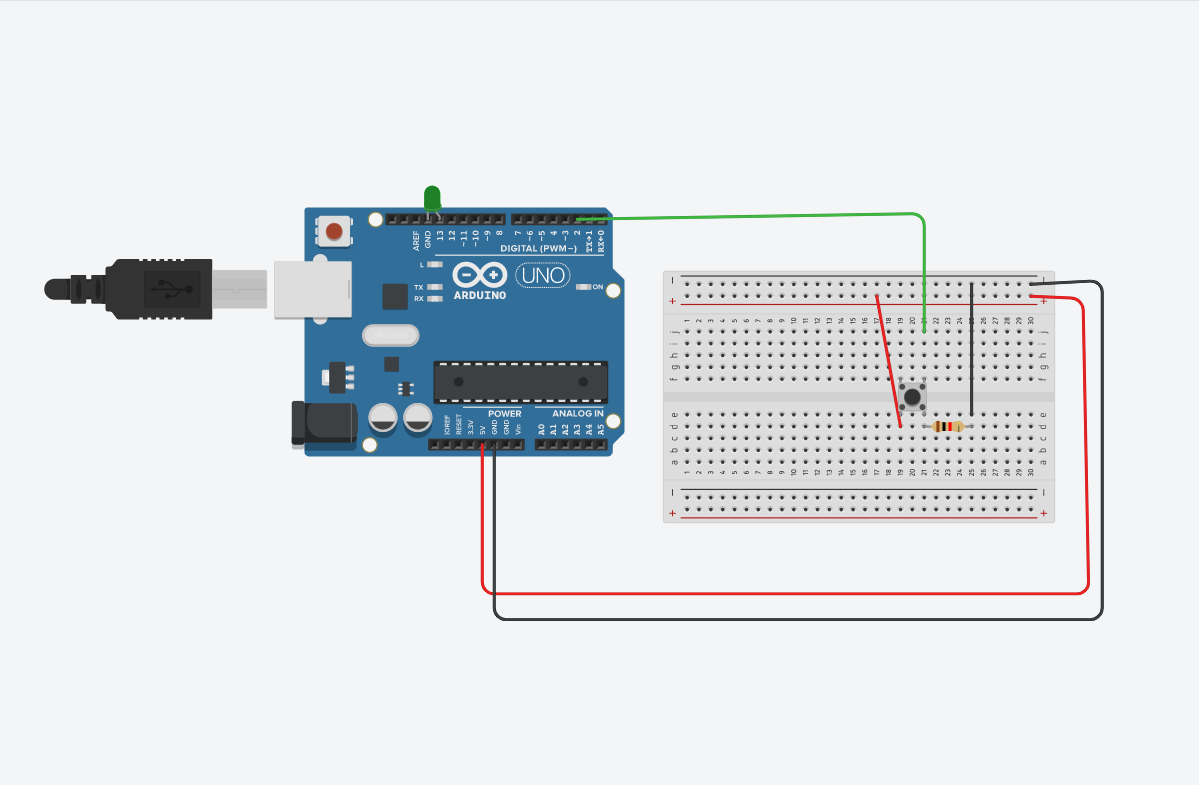 AREF
GND
13
12
~11
~10
~9
8
7
~6
~5
4
~3
2
TX→1
RX←0
DIGITAL (PWM~)
L
TX
RX
UNO
ON
ARDUINO
IOREF
RESET
3.3V
5V
GND
GND
Vin
POWER
ANALOG IN
A0
A1
A2
A3
A4
A5
− −
+ +
1 2 3 4 5 6 7 8 9 10 11 12 13 14 15 16 17 18 19 20 21 22 23 24 25 26 27 28 29 30
j j
i i
h h
g g
f f
e e
d d
c c
b b
a a
1 2 3 4 5 6 7 8 9 10 11 12 13 14 15 16 17 18 19 20 21 22 23 24 25 26 27 28 29 30
− −
+ +